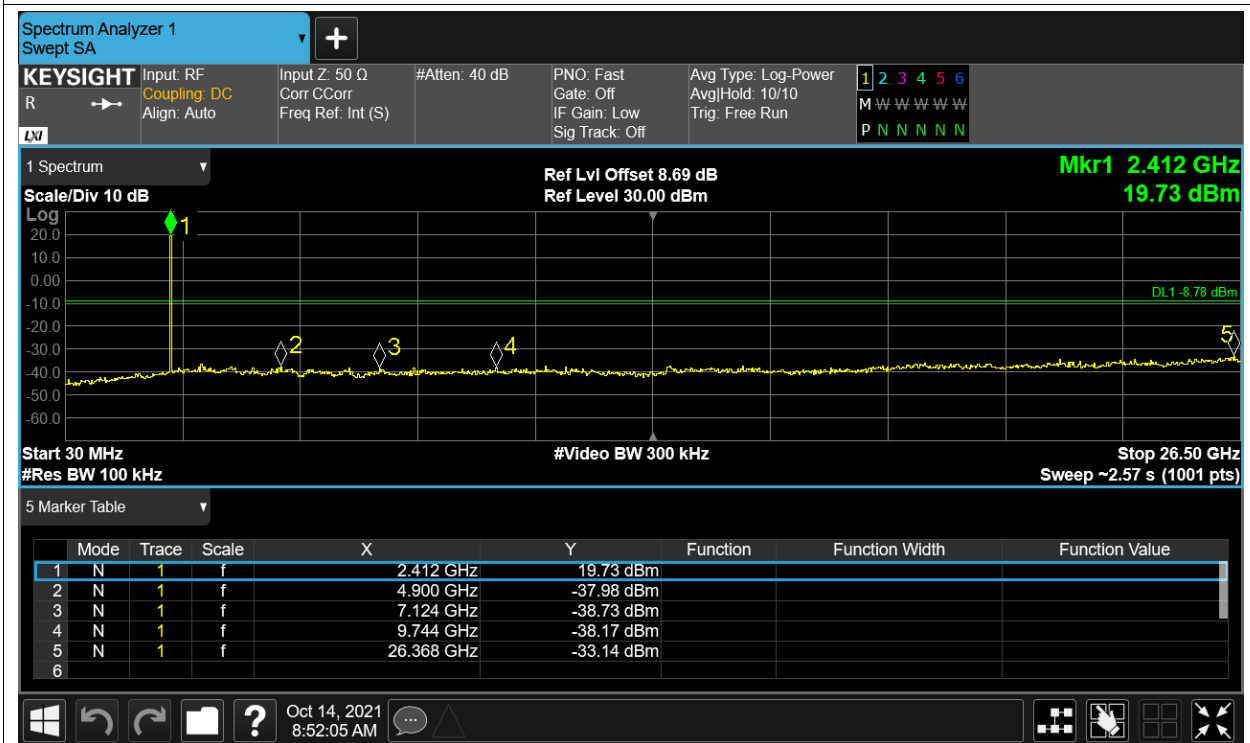 Spectrum Analyzer 1
Swept SA
KEYSIGHT
R
LXI
Input: RF
Coupling: DC
Align: Auto
Input Z: 50 Ω
Corr CCorr
Freq Ref: Int (S)
#Atten: 40 dB
PNO: Fast
Gate: Off
IF Gain: Low
Sig Track: Off
Avg Type: Log-Power
Avg|Hold: 10/10
Trig: Free Run
1 2 3 4 5 6
M W W W W W
P N N N N N
1 Spectrum
Scale/Div 10 dB
Ref Lvl Offset 8.69 dB
Ref Level 30.00 dBm
Mkr1 2.412 GHz
19.73 dBm
Log
20.0
10.0
0.00
-10.0
-20.0
-30.0
-40.0
-50.0
-60.0
1
2
3
4
5
DL1 -8.78 dBm
Start 30 MHz
#Video BW 300 kHz
Stop 26.50 GHz
#Res BW 100 kHz
Sweep ~2.57 s (1001 pts)
5 Marker Table
Mode Trace Scale X Y Function Function Width Function Value
1 N 1 f 2.412 GHz 19.73 dBm
2 N 1 f 4.900 GHz -37.98 dBm
3 N 1 f 7.124 GHz -38.73 dBm
4 N 1 f 9.744 GHz -38.17 dBm
5 N 1 f 26.368 GHz -33.14 dBm
6
?
Oct 14, 2021
8:52:05 AM